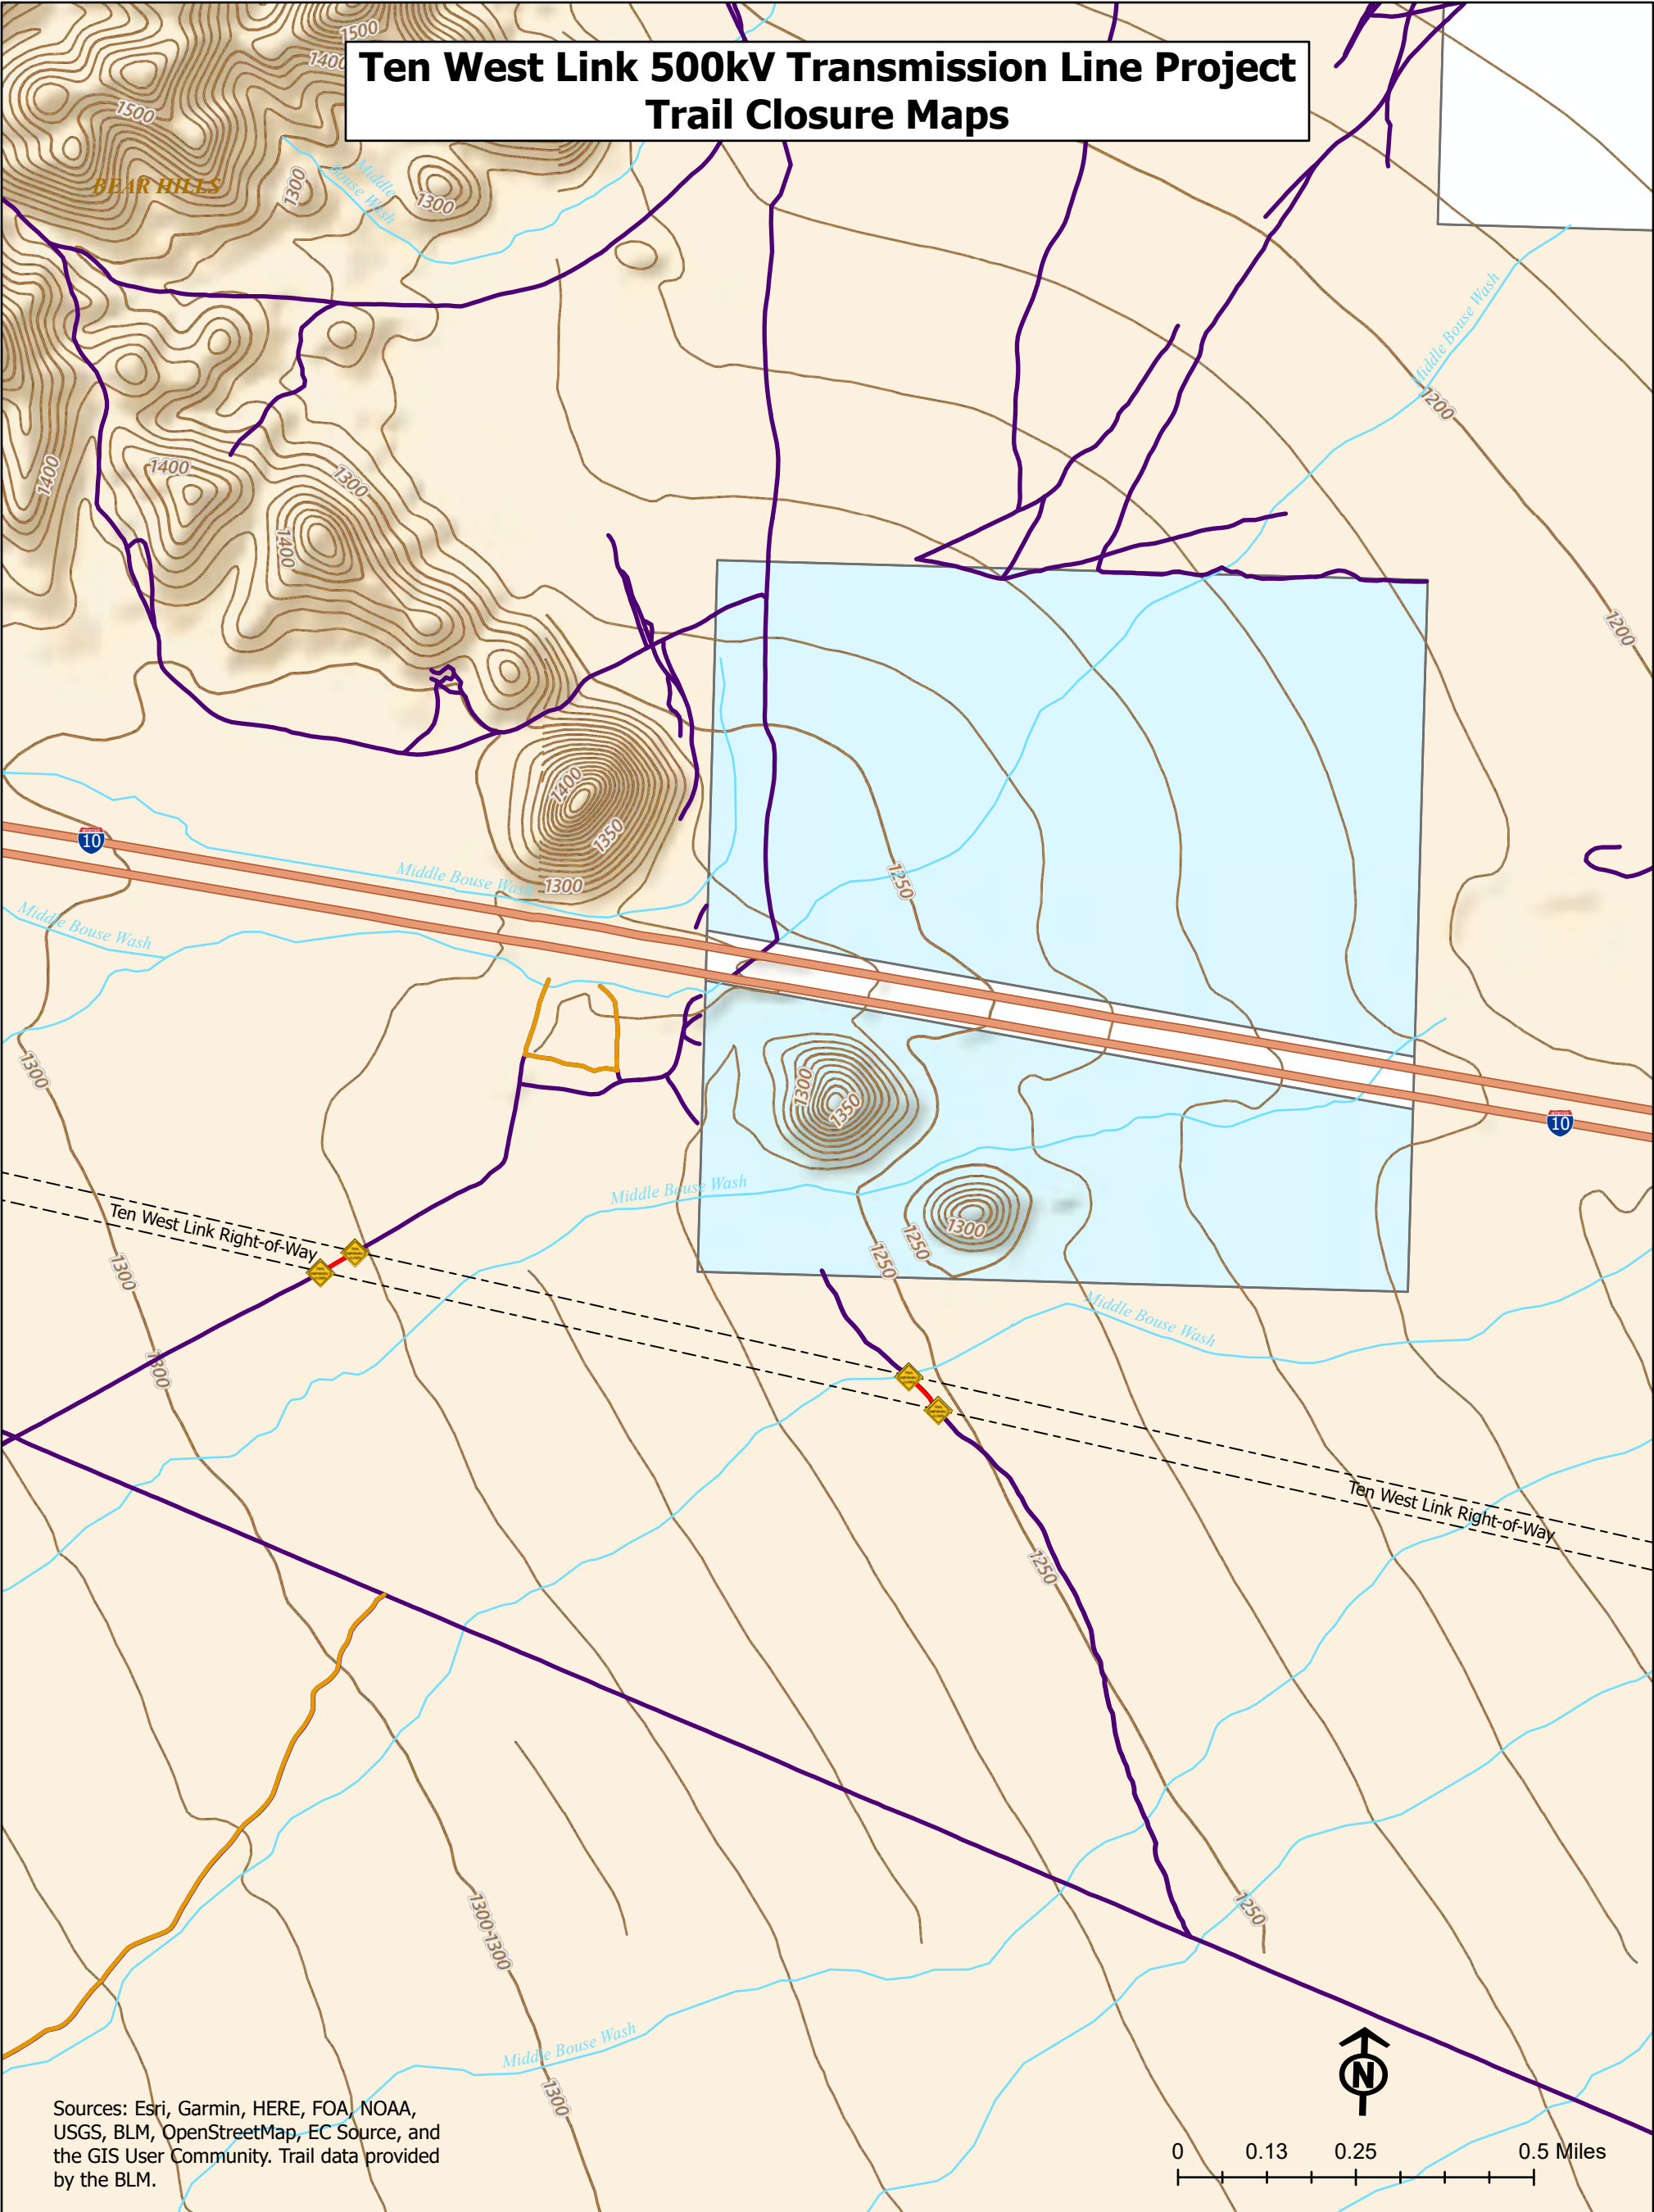 Ten West Link 500kV Transmission Line Project
Trail Closure Maps
1500
1400
1500
BEAR HILLS
1300
Middle
Bouse Wash
1300
Middle Bouse Wash
1200
1400
1400
1300
1400
1200
1400
1350
1300
10
Middle Bouse Wash
1250
Middle Bouse Wash
1300
1300
1350
10
Middle Bouse Wash
Ten West Link Right-of-Way
1300
1300
1250
1250
1300
Middle Bouse Wash
Ten West Link Right-of-Way
1250
1300-1300
1250
Middle Bouse Wash
1300
N
Sources: Esri, Garmin, HERE, FOA, NOAA,
USGS, BLM, OpenStreetMap, EC Source, and
the GIS User Community. Trail data provided
by the BLM.
0 0.13 0.25 0.5 Miles